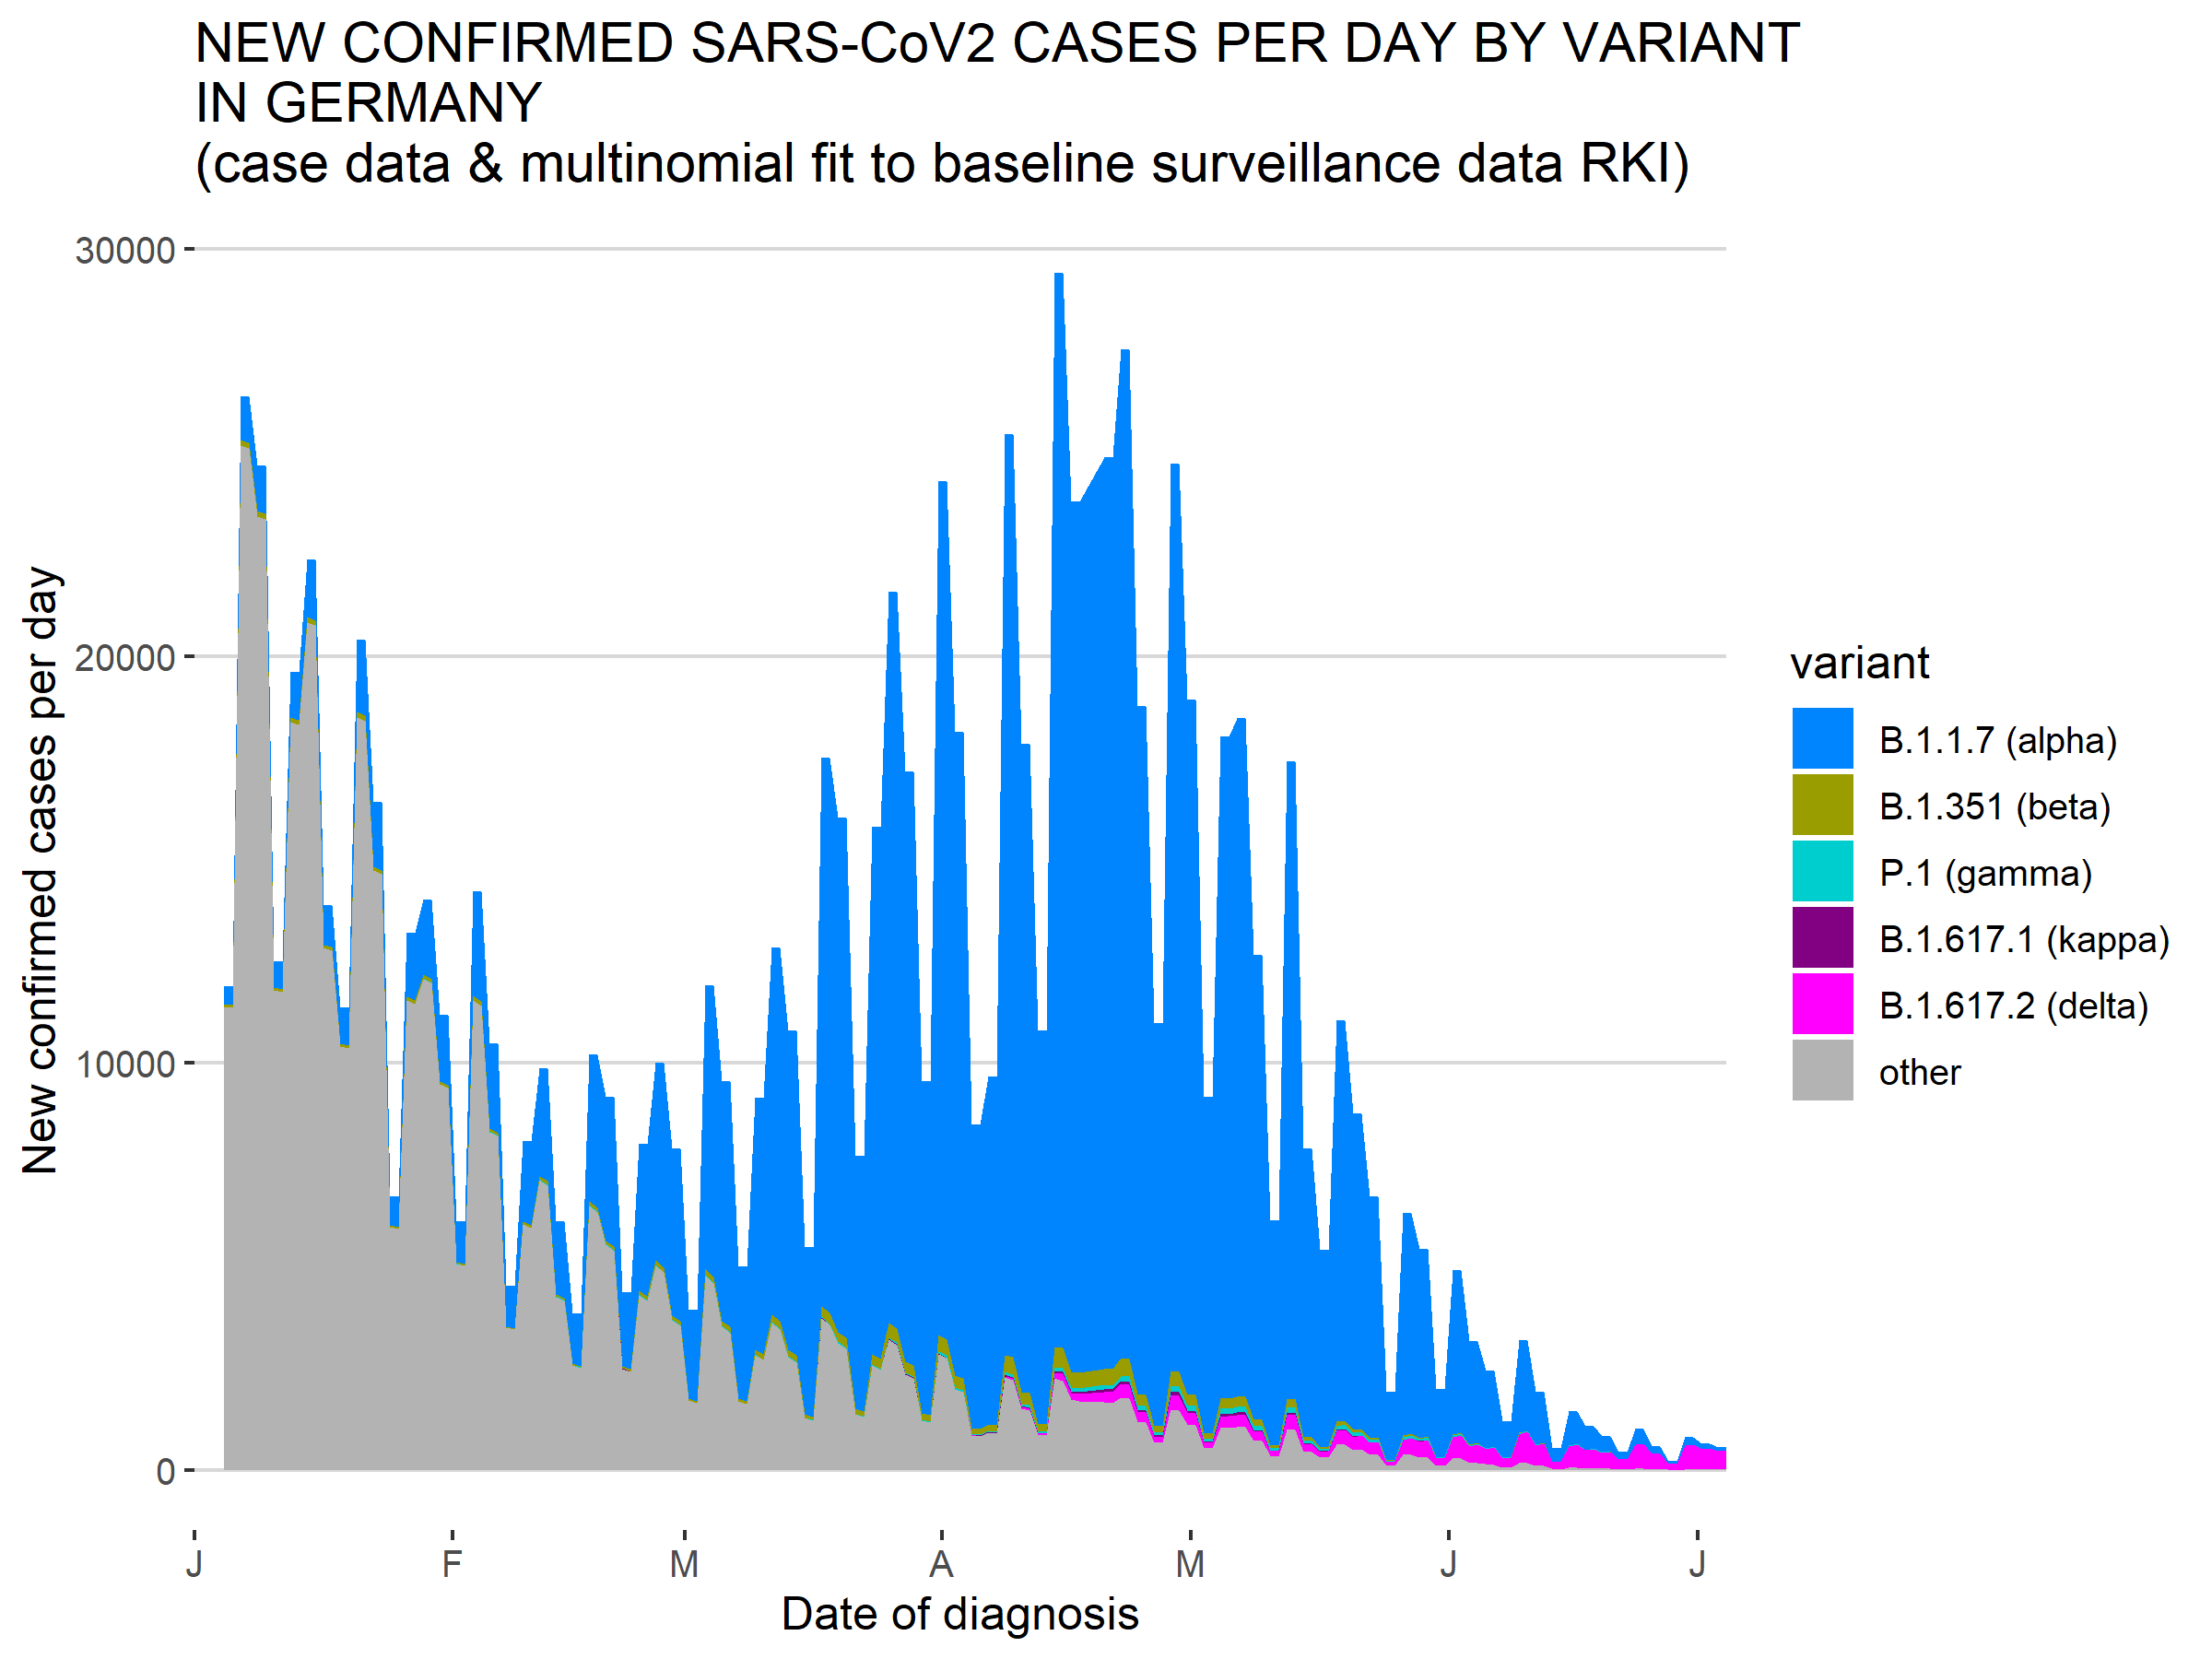 NEW CONFIRMED SARS-CoV2 CASES PER DAY BY VARIANT
IN GERMANY
(case data & multinomial fit to baseline surveillance data RKI)
New confirmed cases per day
30000
20000
10000
0
J F M A M J J
Date of diagnosis
variant
B.1.1.7 (alpha)
B.1.351 (beta)
P.1 (gamma)
B.1.617.1 (kappa)
B.1.617.2 (delta)
other